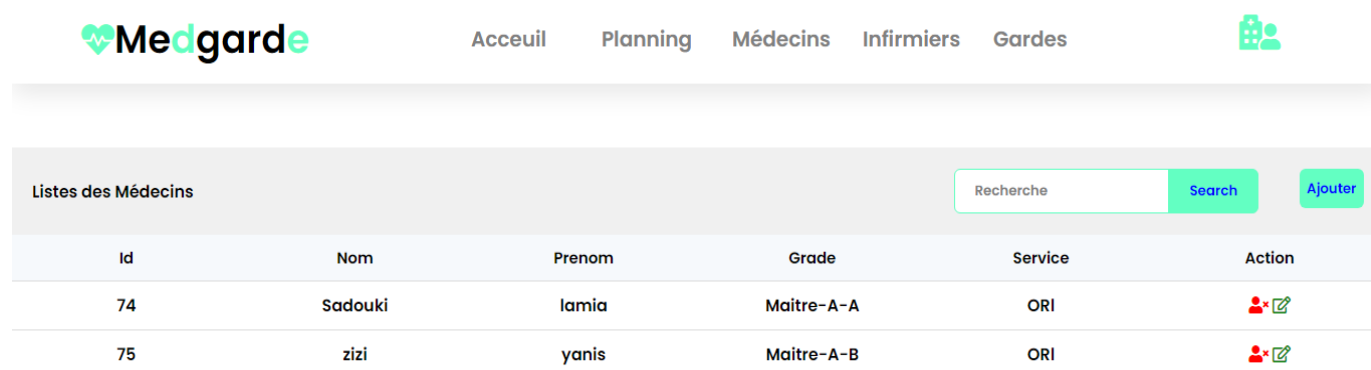 Medgarde Acceuil Planning Médecins Infirmiers Gardes
Listes des Médecins Recherche Search Ajouter
Id Nom Prenom Grade Service Action
74 Sadouki lamia Maitre-A-A ORl
75 zizi yanis Maitre-A-B ORl